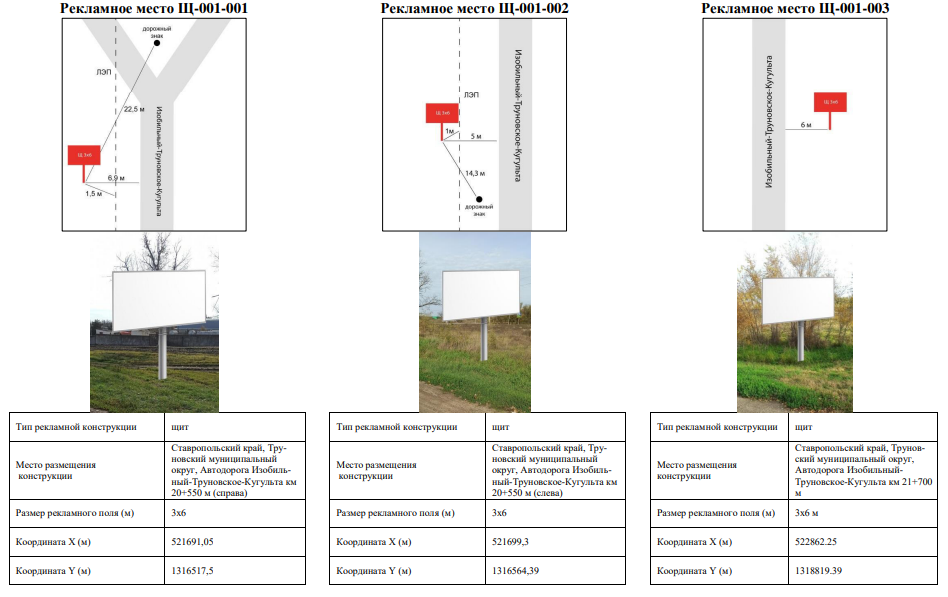 Рекламное место Щ-001-001
дорожный
знак
ЛЭП
22,5 м
Щ 3х6
6,9 м
1,5 м
Изобильный-Труновское-Кугульта
Тип рекламной конструкции
щит
Место размещения
конструкции
Ставропольский край, Тру-
новский муниципальный
округ, Автодорога Изобиль-
ный-Труновское-Кугульта км
20+550 м (справа)
Размер рекламного поля (м)
3х6
Координата X (м)
521691,05
Координата Y (м)
1316517,5
Рекламное место Щ-001-002
Изобильный-Труновское-Кугульта
ЛЭП
Щ 3х6
1м
5 м
14,3 м
дорожный
знак
Тип рекламной конструкции
щит
Место размещения
конструкции
Ставропольский край, Тру-
новский муниципальный
округ, Автодорога Изобиль-
ный-Труновское-Кугульта км
20+550 м (слева)
Размер рекламного поля (м)
3х6
Координата X (м)
521699,3
Координата Y (м)
1316564,39
Рекламное место Щ-001-003
Изобильный-Труновское-Кугульта
Щ 3х6
6 м
Тип рекламной конструкции
щит
Место размещения
конструкции
Ставропольский край, Трунов-
ский муниципальный округ,
Автодорога Изобильный-
Труновское-Кугульта км 21+700
м
Размер рекламного поля (м)
3х6 м
Координата X (м)
522862.25
Координата Y (м)
1318819.39